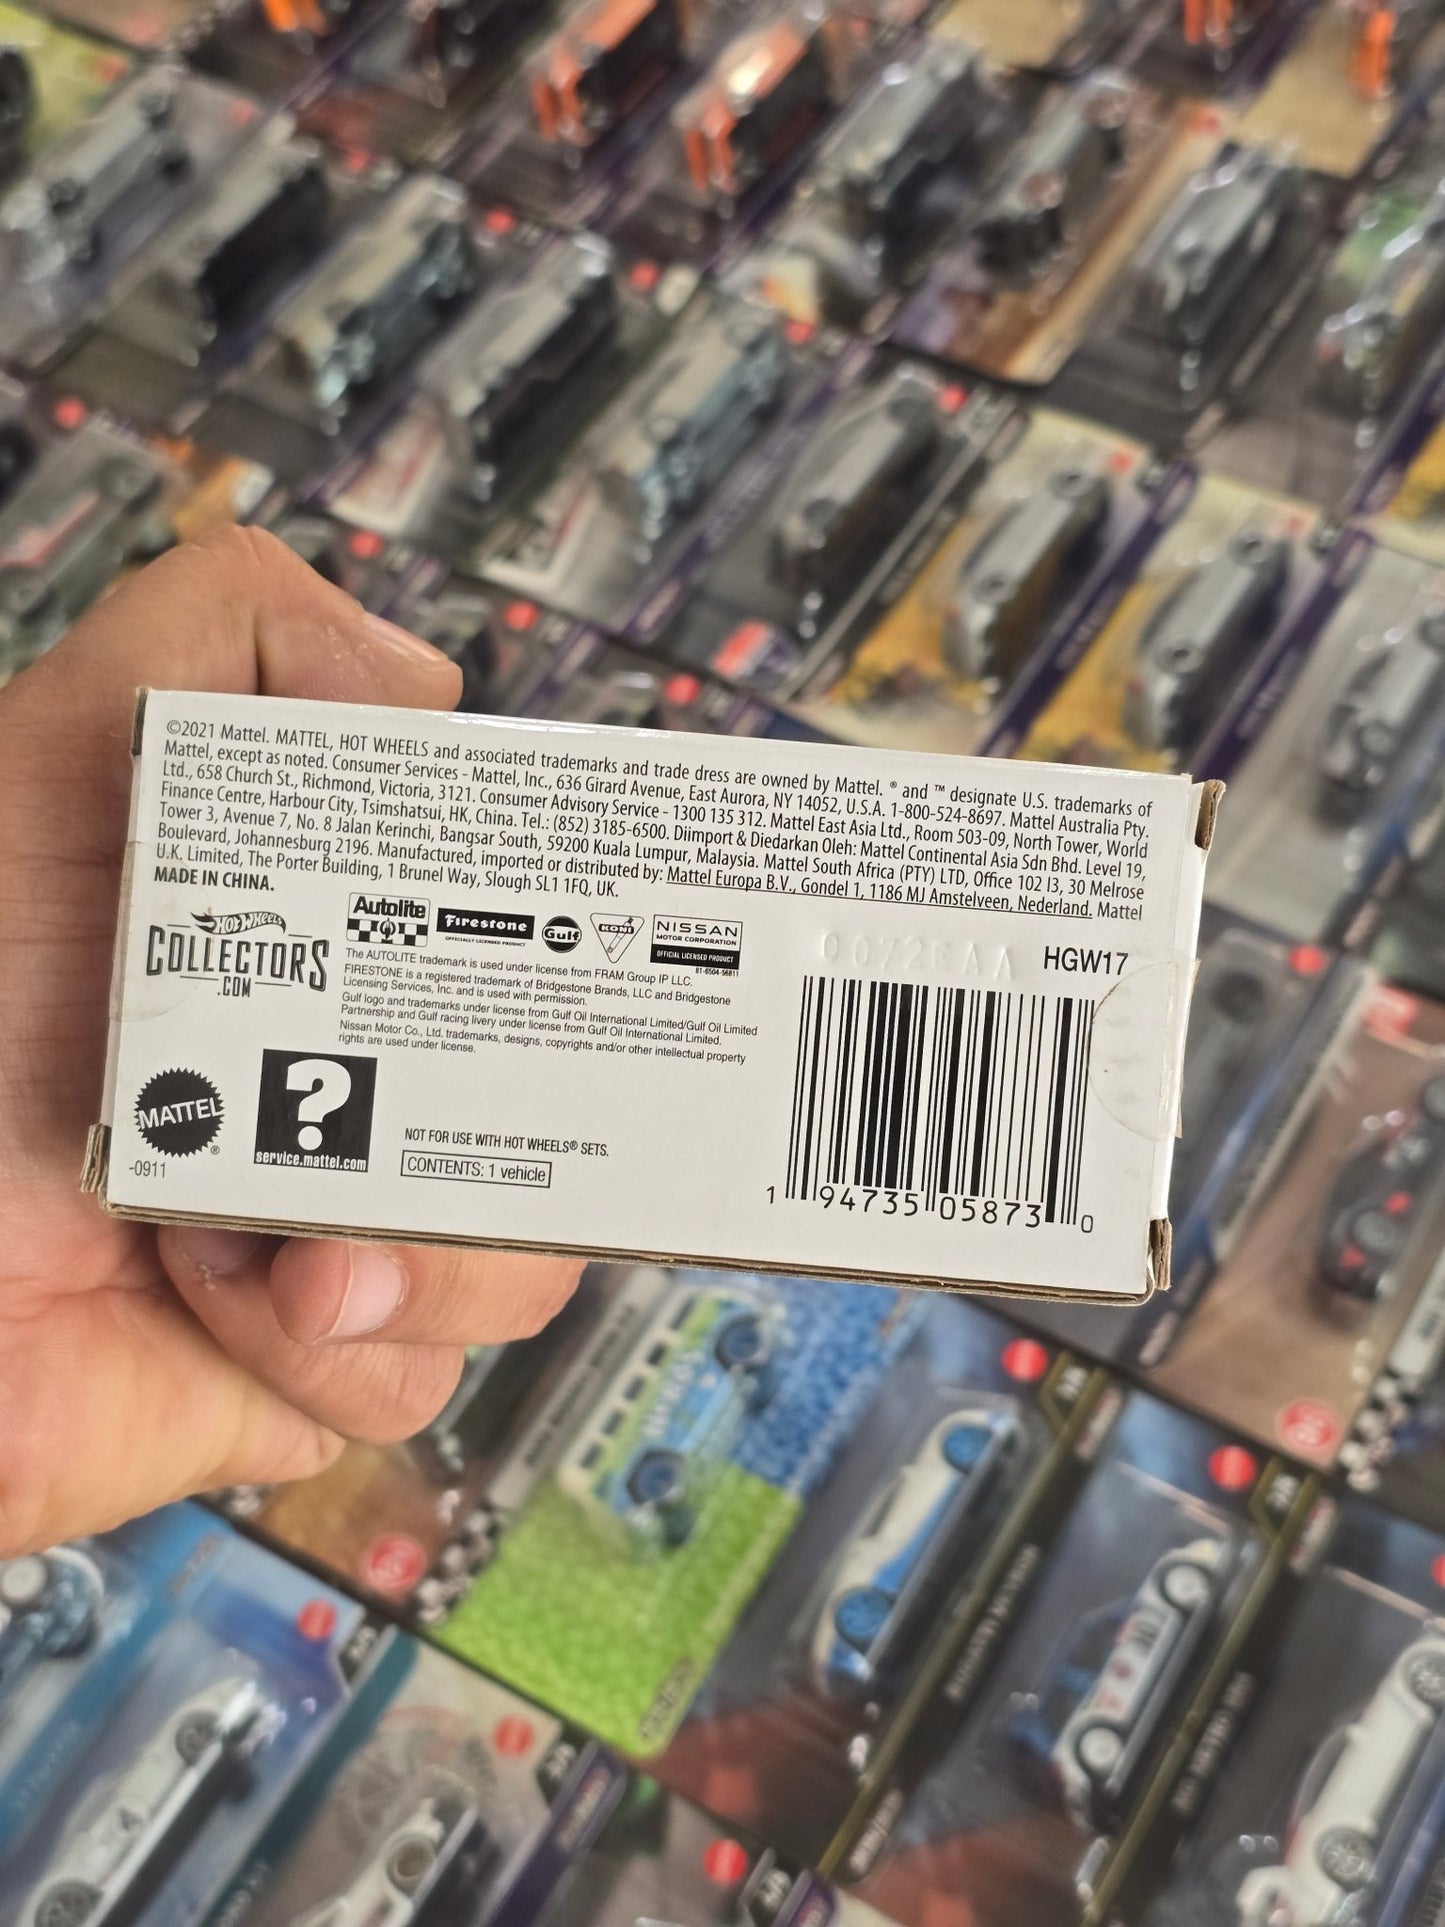 ©2021 Mattel. MATTEL, HOT WHEELS and associated trademarks and trade dress are owned by Mattel. ® and ™ designate U.S. trademarks of
Mattel, except as noted. Consumer Services - Mattel, Inc., 636 Girard Avenue, East Aurora, NY 14052, U.S.A. 1-800-524-8697. Mattel Australia Pty.
Ltd., 658 Church St., Richmond, Victoria, 3121. Consumer Advisory Service - 1300 135 312. Mattel East Asia Ltd., Room 503-09, North Tower, World
Finance Centre, Harbour City, Tsimshatsui, HK, China. Tel.: (852) 3185-6500. Diimport & Diedarkan Oleh: Mattel Continental Asia Sdn Bhd. Level 19,
Tower 3, Avenue 7, No. 8 Jalan Kerinchi, Bangsar South, 59200 Kuala Lumpur, Malaysia. Mattel South Africa (PTY) LTD, Office 102 I3, 30 Melrose
Boulevard, Johannesburg 2196. Manufactured, imported or distributed by: Mattel Europa B.V., Gondel 1, 1186 MJ Amstelveen, Nederland. Mattel
U.K. Limited, The Porter Building, 1 Brunel Way, Slough SL1 1FQ, UK.
MADE IN CHINA.
HOT WHEELS
COLLECTORS
.COM
Autolite
Firestone
OFFICIALLY LICENSED PRODUCT
Gulf
KONI
NISSAN
MOTOR CORPORATION
OFFICIAL LICENSED PRODUCT
81-6504-56811
The AUTOLITE trademark is used under license from FRAM Group IP LLC.
FIRESTONE is a registered trademark of Bridgestone Brands, LLC and Bridgestone
Licensing Services, Inc. and is used with permission.
Gulf logo and trademarks under license from Gulf Oil International Limited/Gulf Oil Limited
Partnership and Gulf racing livery under license from Gulf Oil International Limited.
Nissan Motor Co., Ltd. trademarks, designs, copyrights and/or other intellectual property
rights are used under license.
HGW17
MATTEL®
-0911
?
service.mattel.com
NOT FOR USE WITH HOT WHEELS® SETS.
CONTENTS: 1 vehicle
1 94735 05873 0